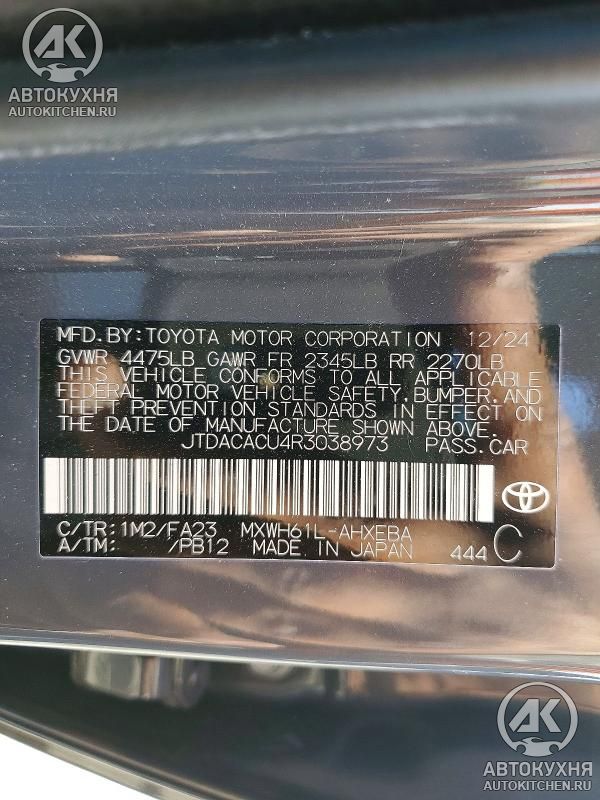 АК
АВТОКУХНЯ
AUTOKITCHEN.RU
MFD. BY: TOYOTA MOTOR CORPORATION 12/24
GVWR 4475LB GAWR FR 2345LB RR 2270LB
THIS VEHICLE CONFORMS TO ALL APPLICABLE
FEDERAL MOTOR VEHICLE SAFETY, BUMPER, AND
THEFT PREVENTION STANDARDS IN EFFECT ON
THE DATE OF MANUFACTURE SHOWN ABOVE.
JTDACACU4R3038973 PASS. CAR
C/TR: 1M2/FA23 MXWH61L-AHXEBA
A/TM: /PB12 MADE IN JAPAN 444 C
АК
АВТОКУХНЯ
AUTOKITCHEN.RU